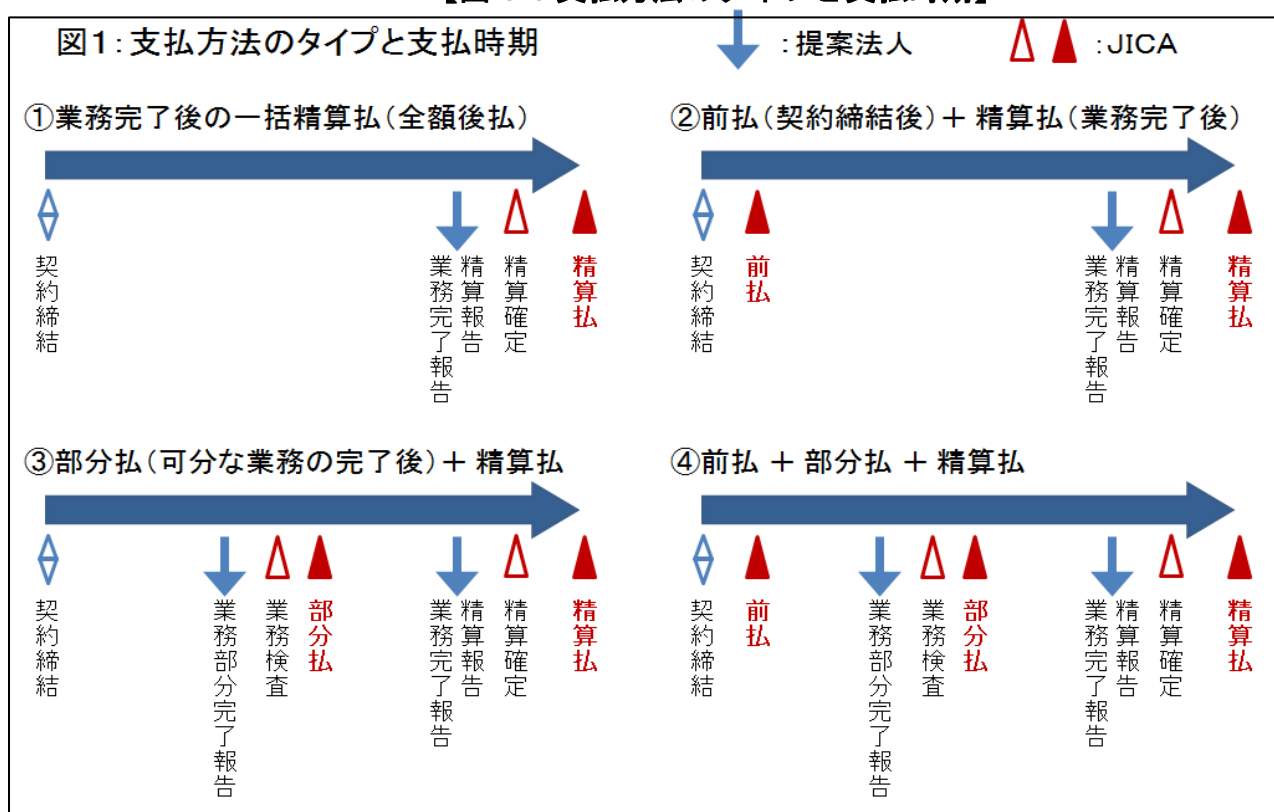 図1：支払方法のタイプと支払時期
：提案法人
：JICA
①業務完了後の一括精算払（全額後払）
契約締結
業務完了報告
精算報告
精算確定
精算払
②前払（契約締結後）＋ 精算払（業務完了後）
契約締結
前払
業務完了報告
精算報告
精算確定
精算払
③部分払（可分な業務の完了後）＋ 精算払
契約締結
業務部分完了報告
業務検査
部分払
業務完了報告
精算報告
精算確定
精算払
④前払 ＋ 部分払 ＋ 精算払
契約締結
前払
業務部分完了報告
業務検査
部分払
業務完了報告
精算報告
精算確定
精算払